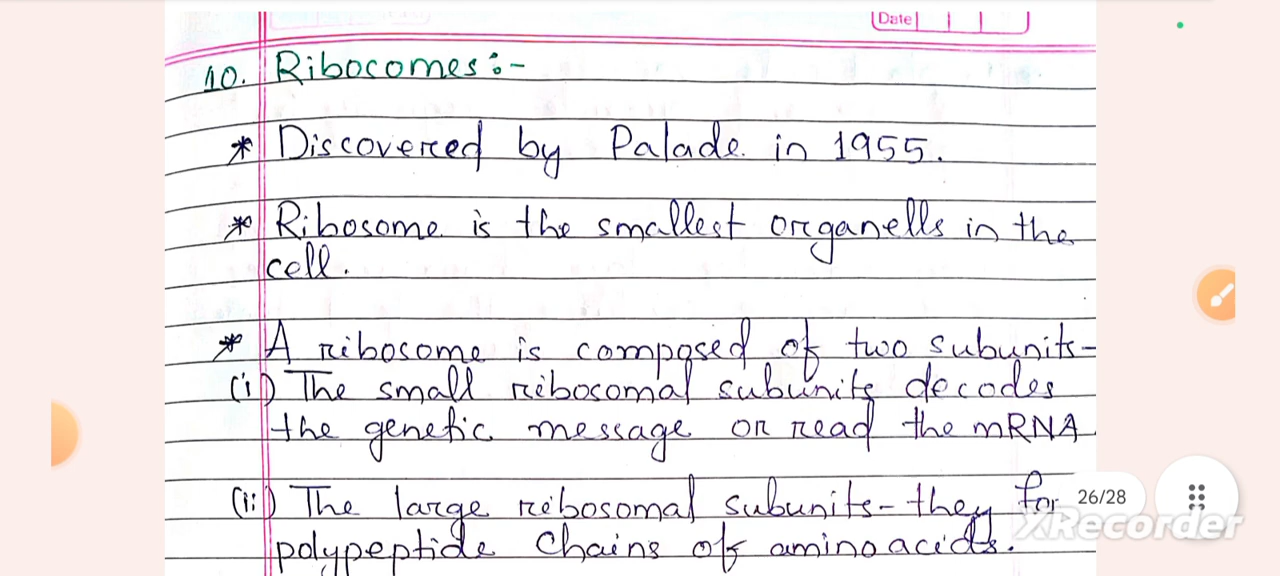 Date
10. Ribocomes:-
* Discovered by Palade in 1955.
* Ribosome is the smallest organells in the
cell.
* A ribosome is composed of two subunits-
(i) The small ribosomal subunits decodes
the genetic message or read the mRNA
(ii) The large ribosomal subunits-they for
26/28
XRecorder
polypeptide chains of amino acids.